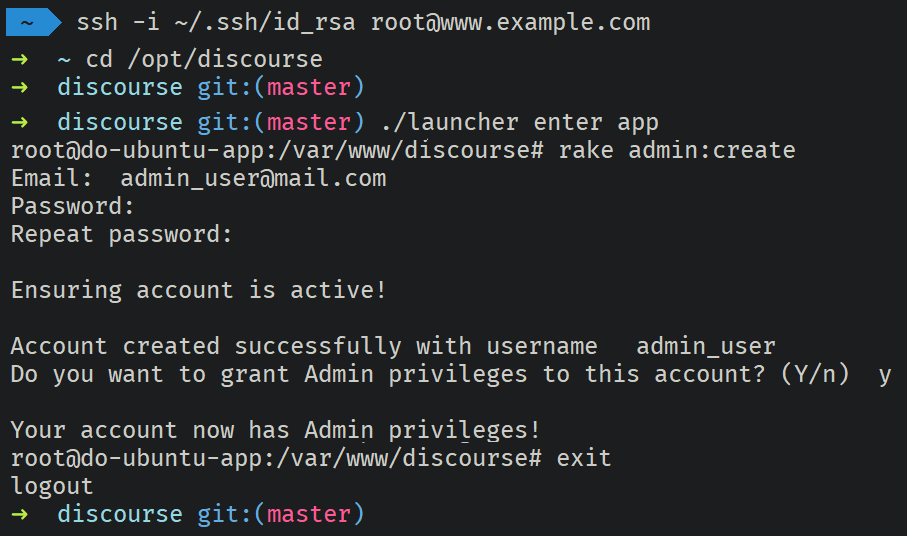 ~ ssh -i ~/.ssh/id_rsa root@www.example.com
→ ~ cd /opt/discourse
→ discourse git:(master)
→ discourse git:(master) ./launcher enter app
root@do-ubuntu-app:/var/www/discourse# rake admin:create
Email: admin_user@mail.com
Password:
Repeat password:
Ensuring account is active!
Account created successfully with username admin_user
Do you want to grant Admin privileges to this account? (Y/n) y
Your account now has Admin privileges!
root@do-ubuntu-app:/var/www/discourse# exit
logout
→ discourse git:(master)